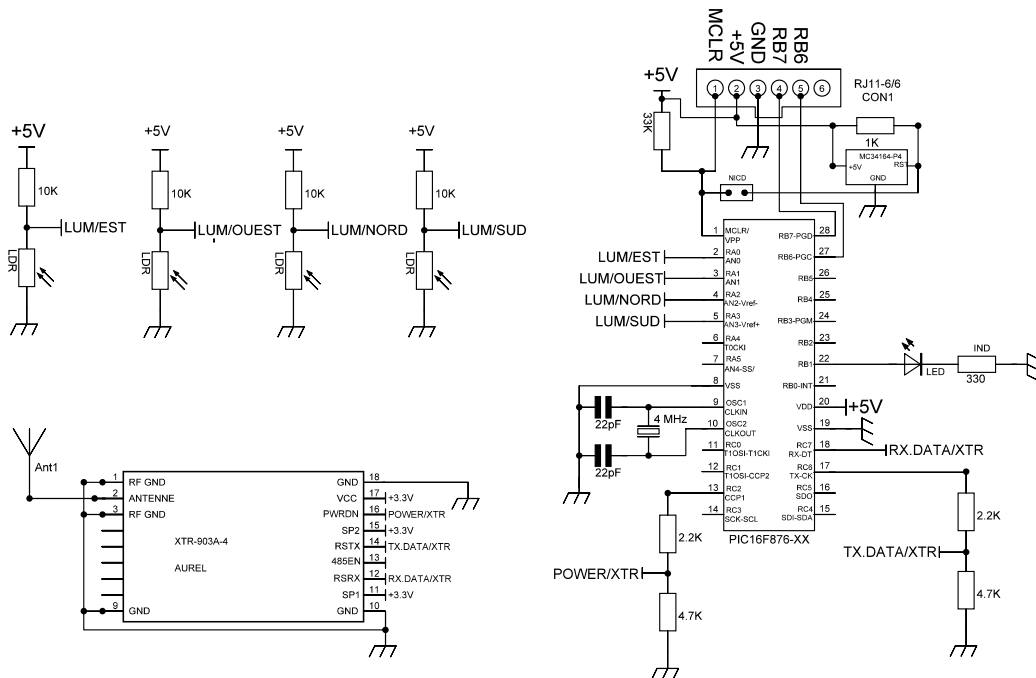 MCLR
+5V
GND
RB7
RB6
1 2 3 4 5 6
RJ11-6/6
CON1
+5V
33K
1K
MC34164-P4
+5V RST
GND
NICD
+5V
10K
LUM/EST
LDR
+5V
10K
LUM/OUEST
LDR
+5V
10K
LUM/NORD
LDR
+5V
10K
LUM/SUD
LDR
LUM/EST
LUM/OUEST
LUM/NORD
LUM/SUD
1 MCLR/
VPP
2 RA0
AN0
3 RA1
AN1
4 RA2
AN2-Vref-
5 RA3
AN3-Vref+
6 RA4
T0CKI
7 RA5
AN4-SS/
8 VSS
9 OSC1
CLKIN
10 OSC2
CLKOUT
11 RC0
T1OSI-T1CKI
12 RC1
T1OSI-CCP2
13 RC2
CCP1
14 RC3
SCK-SCL
RB7-PGD 28
RB6-PGC 27
RB5 26
RB4 25
RB3-PGM 24
RB2 23
RB1 22
RB0-INT 21
VDD 20
VSS 19
RC7 18
RX-DT
RC6 17
TX-CK
RC5 16
SDO
RC4 15
SDI-SDA
PIC16F876-XX
LED
IND
330
+5V
RX.DATA/XTR
22pF
4 MHz
22pF
2.2K
POWER/XTR
4.7K
2.2K
TX.DATA/XTR
4.7K
Ant1
1 RF GND
2 ANTENNE
3 RF GND
9 GND
XTR-903A-4
AUREL
GND 18
VCC 17 +3.3V
PWRDN 16 POWER/XTR
SP2 15 +3.3V
RSTX 14 TX.DATA/XTR
485EN 13
RSRX 12 RX.DATA/XTR
SP1 11 +3.3V
GND 10